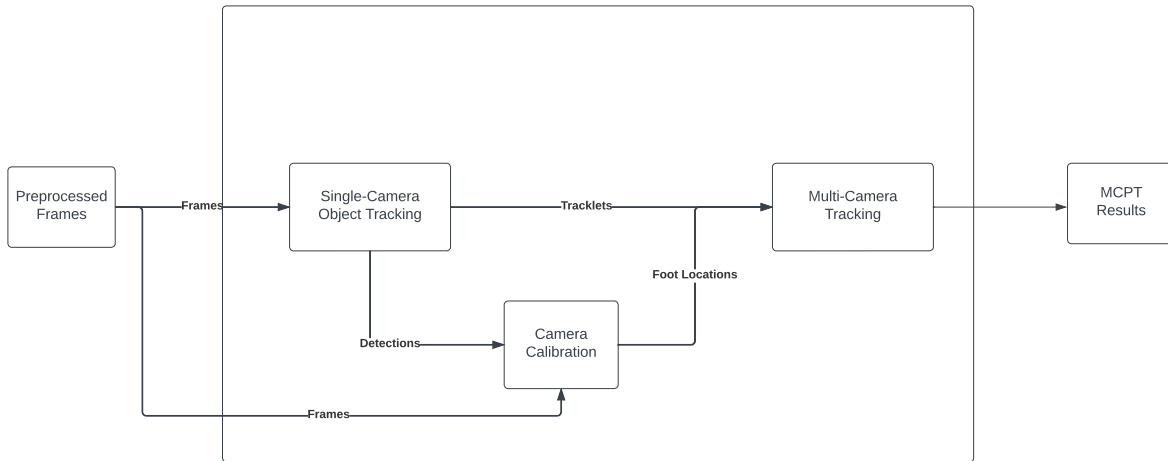 Preprocessed
Frames
Frames
Single-Camera
Object Tracking
Tracklets
Multi-Camera
Tracking
MCPT
Results
Foot Locations
Detections
Camera
Calibration
Frames